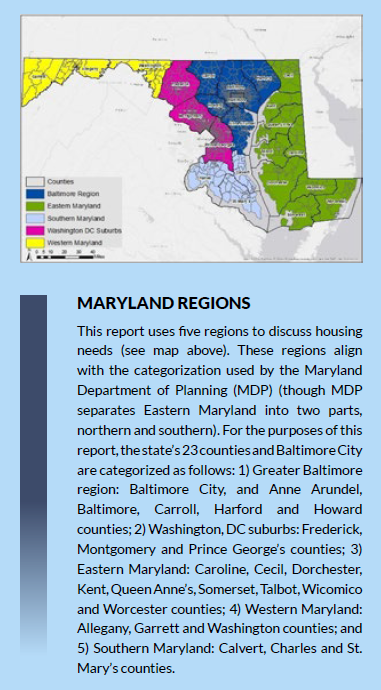 Counties
Baltimore Region
Eastern Maryland
Southern Maryland
Washington DC Suburbs
Western Maryland
MARYLAND REGIONS
This report uses five regions to discuss housing
needs (see map above). These regions align
with the categorization used by the Maryland
Department of Planning (MDP) (though MDP
separates Eastern Maryland into two parts,
northern and southern). For the purposes of this
report, the state's 23 counties and Baltimore City
are categorized as follows: 1) Greater Baltimore
region: Baltimore City, and Anne Arundel,
Baltimore, Carroll, Harford and Howard
counties; 2) Washington, DC suburbs: Frederick,
Montgomery and Prince George's counties; 3)
Eastern Maryland: Caroline, Cecil, Dorchester,
Kent, Queen Anne's, Somerset, Talbot, Wicomico
and Worcester counties; 4) Western Maryland:
Allegany, Garrett and Washington counties; and
5) Southern Maryland: Calvert, Charles and St.
Mary's counties.